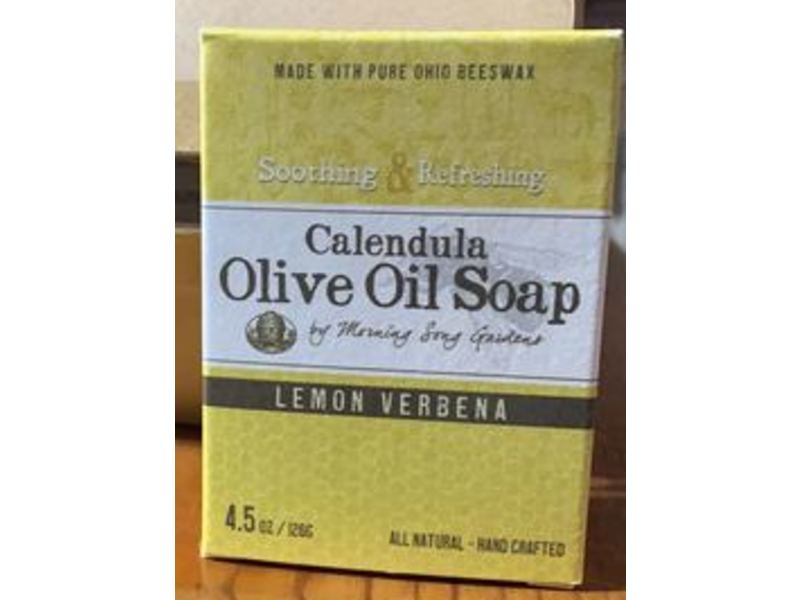 MADE WITH PURE OHIO BEESWAX
Soothing & Refreshing
Calendula
Olive Oil Soap
by Morning Song Gardens
LEMON VERBENA
4.5 OZ / 126G
ALL NATURAL - HAND CRAFTED